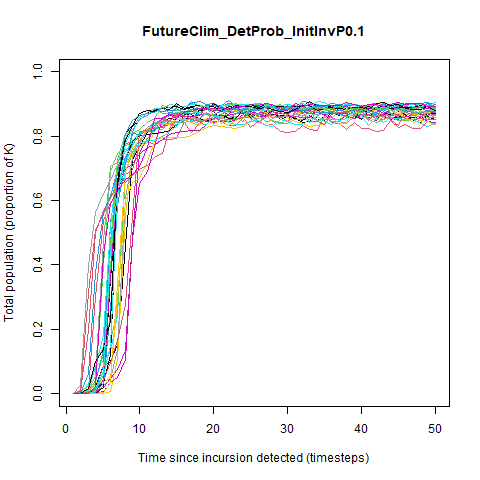 FutureClim_DetProb_InitInvP0.1
Total population (proportion of K)
1.0
0.8
0.6
0.4
0.2
0.0
0 10 20 30 40 50
Time since incursion detected (timesteps)